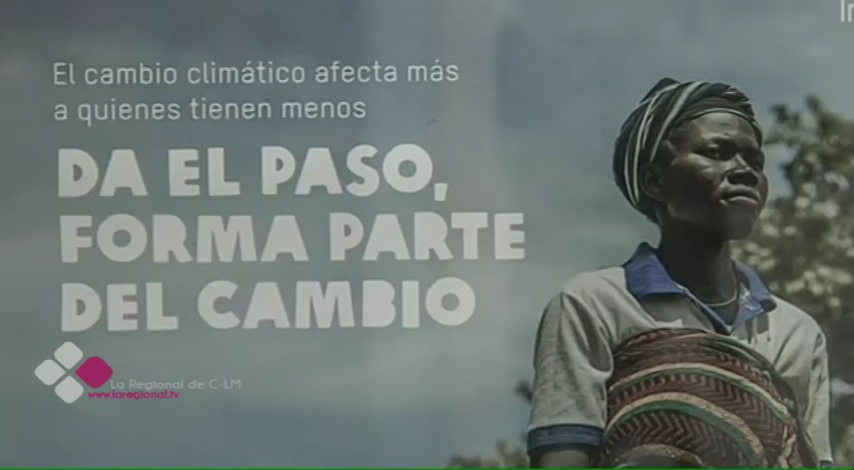 El cambio climático afecta más
a quienes tienen menos
DA EL PASO,
FORMA PARTE
DEL CAMBIO
La Regional de C-LM
www.laregional.tv